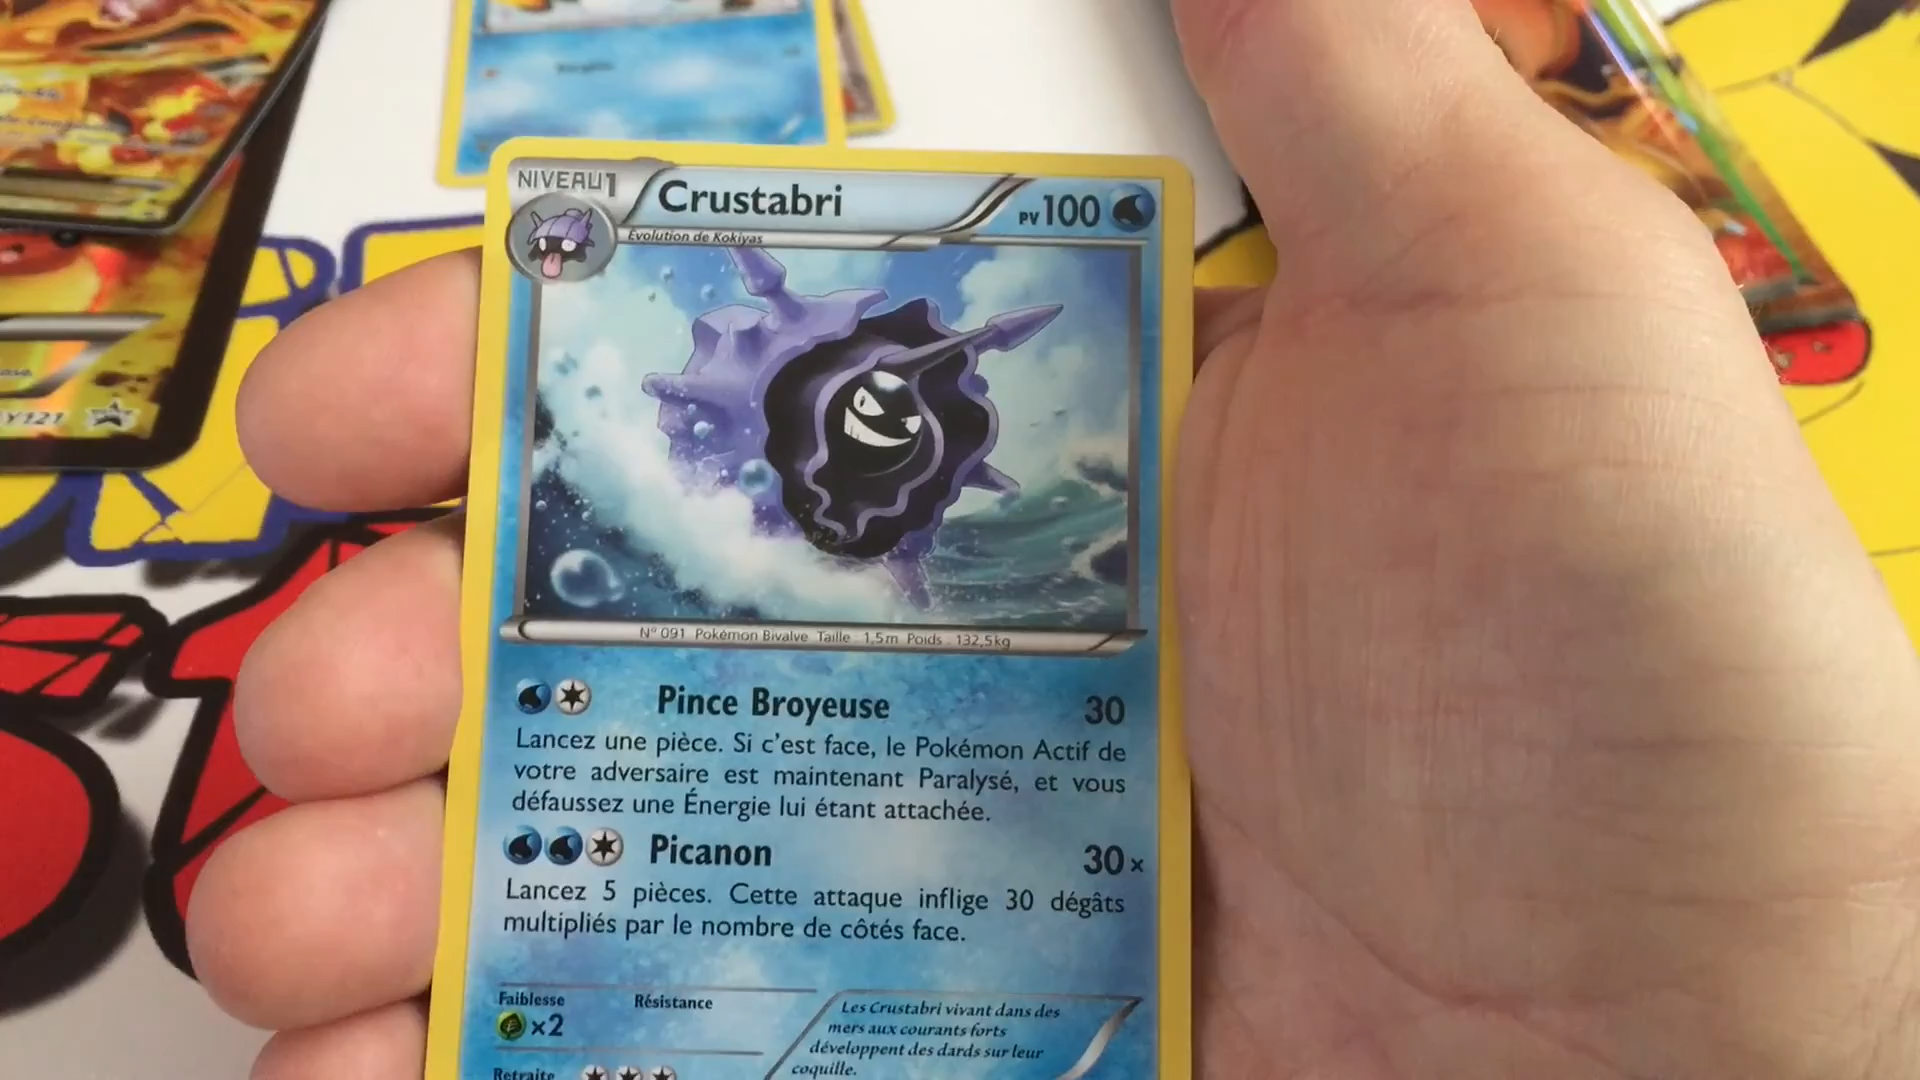 NIVEAU 1
Crustabri
PV 100
Évolution de Kokiyas
N° 091 Pokémon Bivalve Taille : 1,5m Poids : 132,5kg
Pince Broyeuse 30
Lancez une pièce. Si c'est face, le Pokémon Actif de
votre adversaire est maintenant Paralysé, et vous
défaussez une Énergie lui étant attachée.
Picanon 30×
Lancez 5 pièces. Cette attaque inflige 30 dégâts
multipliés par le nombre de côtés face.
Faiblesse
×2
Résistance
Retraite
Les Crustabri vivant dans des
mers aux courants forts
développent des dards sur leur
coquille.
Y121